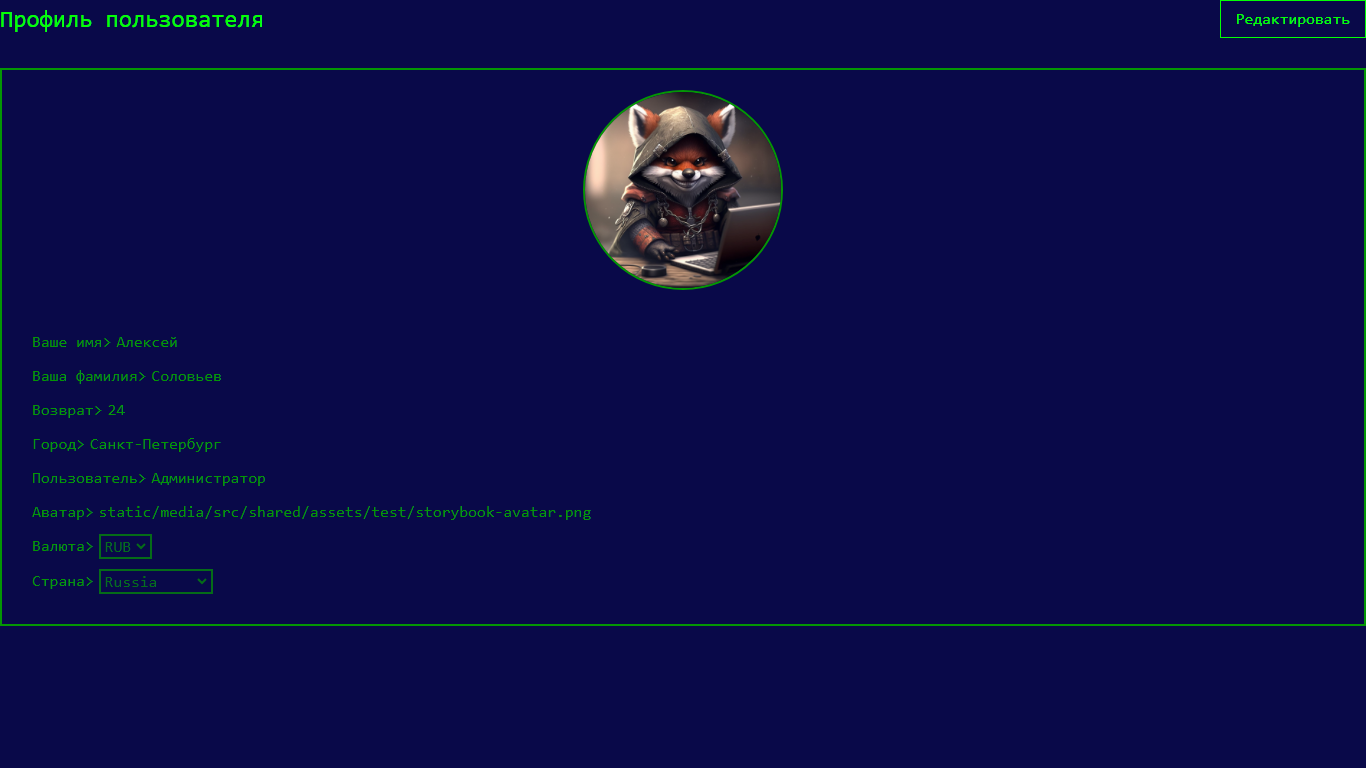 Профиль пользователя
Редактировать
Ваше имя> Алексей
Ваша фамилия> Соловьев
Возврат> 24
Город> Санкт-Петербург
Пользователь> Администратор
Аватар> static/media/src/shared/assets/test/storybook-avatar.png
Валюта> RUB
Страна> Russia